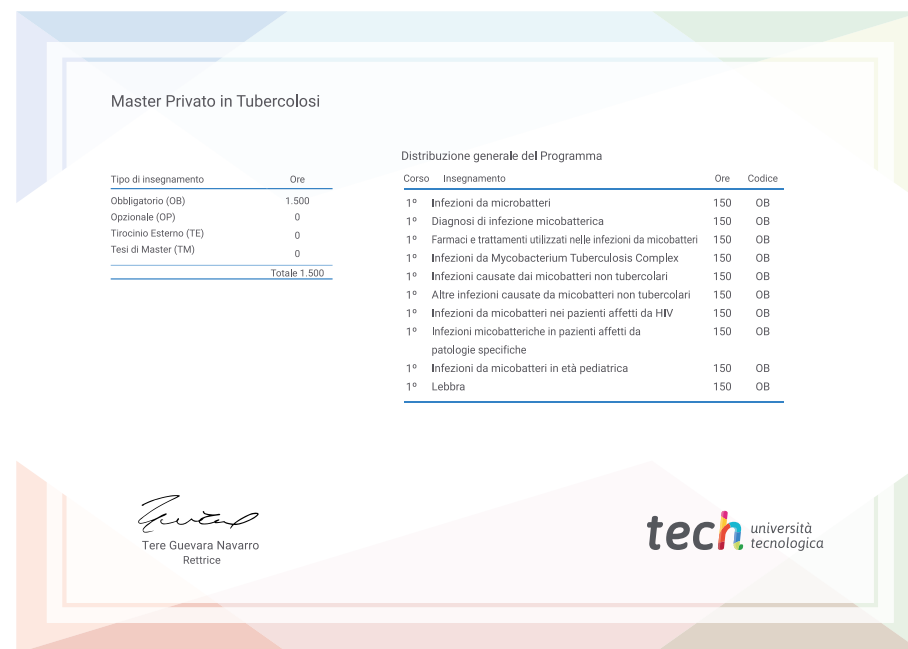 Master Privato in Tubercolosi
Tipo di insegnamento Ore
Obbligatorio (OB) 1.500
Opzionale (OP) 0
Tirocinio Esterno (TE) 0
Tesi di Master (TM) 0
Totale 1.500
Distribuzione generale del Programma
Corso Insegnamento Ore Codice
1º Infezioni da microbatteri 150 OB
1º Diagnosi di infezione micobatterica 150 OB
1º Farmaci e trattamenti utilizzati nelle infezioni da micobatteri 150 OB
1º Infezioni da Mycobacterium Tuberculosis Complex 150 OB
1º Infezioni causate dai micobatteri non tubercolari 150 OB
1º Altre infezioni causate da micobatteri non tubercolari 150 OB
1º Infezioni da micobatteri nei pazienti affetti da HIV 150 OB
1º Infezioni micobatteriche in pazienti affetti da 150 OB
patologie specifiche
1º Infezioni da micobatteri in età pediatrica 150 OB
1º Lebbra 150 OB
Tere Guevara Navarro
Rettrice
tech università
tecnologica